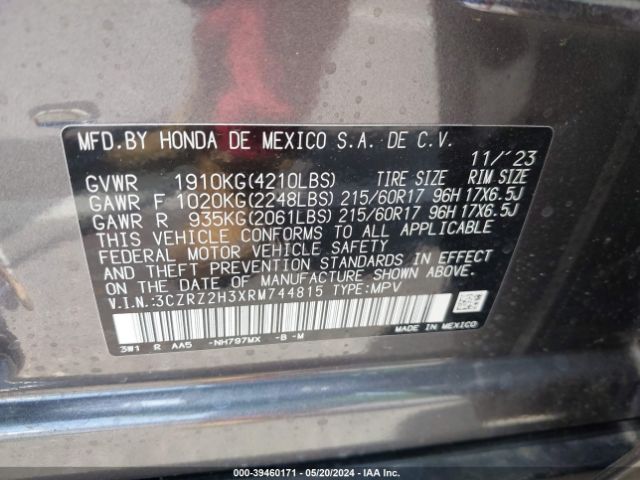 MFD.BY HONDA DE MEXICO S.A. DE C.V.
11/'23
GVWR 1910KG(4210LBS) TIRE SIZE RIM SIZE
GAWR F 1020KG(2248LBS) 215/60R17 96H 17X6.5J
GAWR R 935KG(2061LBS) 215/60R17 96H 17X6.5J
THIS VEHICLE CONFORMS TO ALL APPLICABLE
FEDERAL MOTOR VEHICLE SAFETY
AND THEFT PREVENTION STANDARDS IN EFFECT
ON THE DATE OF MANUFACTURE SHOWN ABOVE.
V.I.N.:3CZRZ2H3XRM744815 TYPE:MPV
MADE IN MEXICO
3W1 R AA5 -NH797MX -B -M
000-39460171 - 05/20/2024 - IAA Inc.